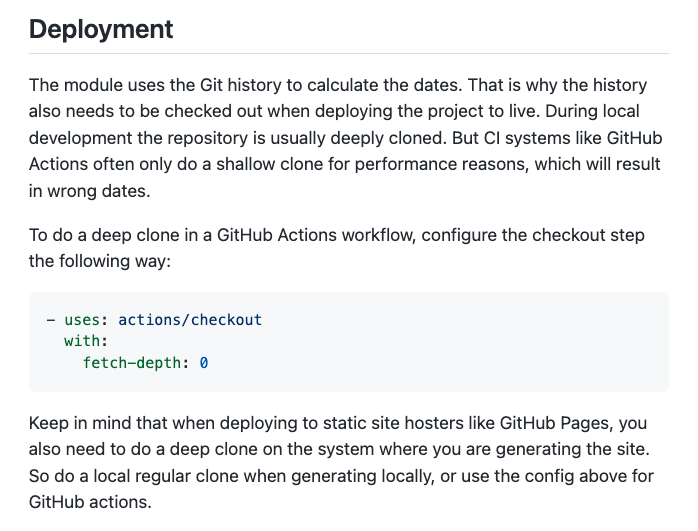 Deployment
The module uses the Git history to calculate the dates. That is why the history
also needs to be checked out when deploying the project to live. During local
development the repository is usually deeply cloned. But CI systems like GitHub
Actions often only do a shallow clone for performance reasons, which will result
in wrong dates.
To do a deep clone in a GitHub Actions workflow, configure the checkout step
the following way:
- uses: actions/checkout
  with:
    fetch-depth: 0
Keep in mind that when deploying to static site hosters like GitHub Pages, you
also need to do a deep clone on the system where you are generating the site.
So do a local regular clone when generating locally, or use the config above for
GitHub actions.